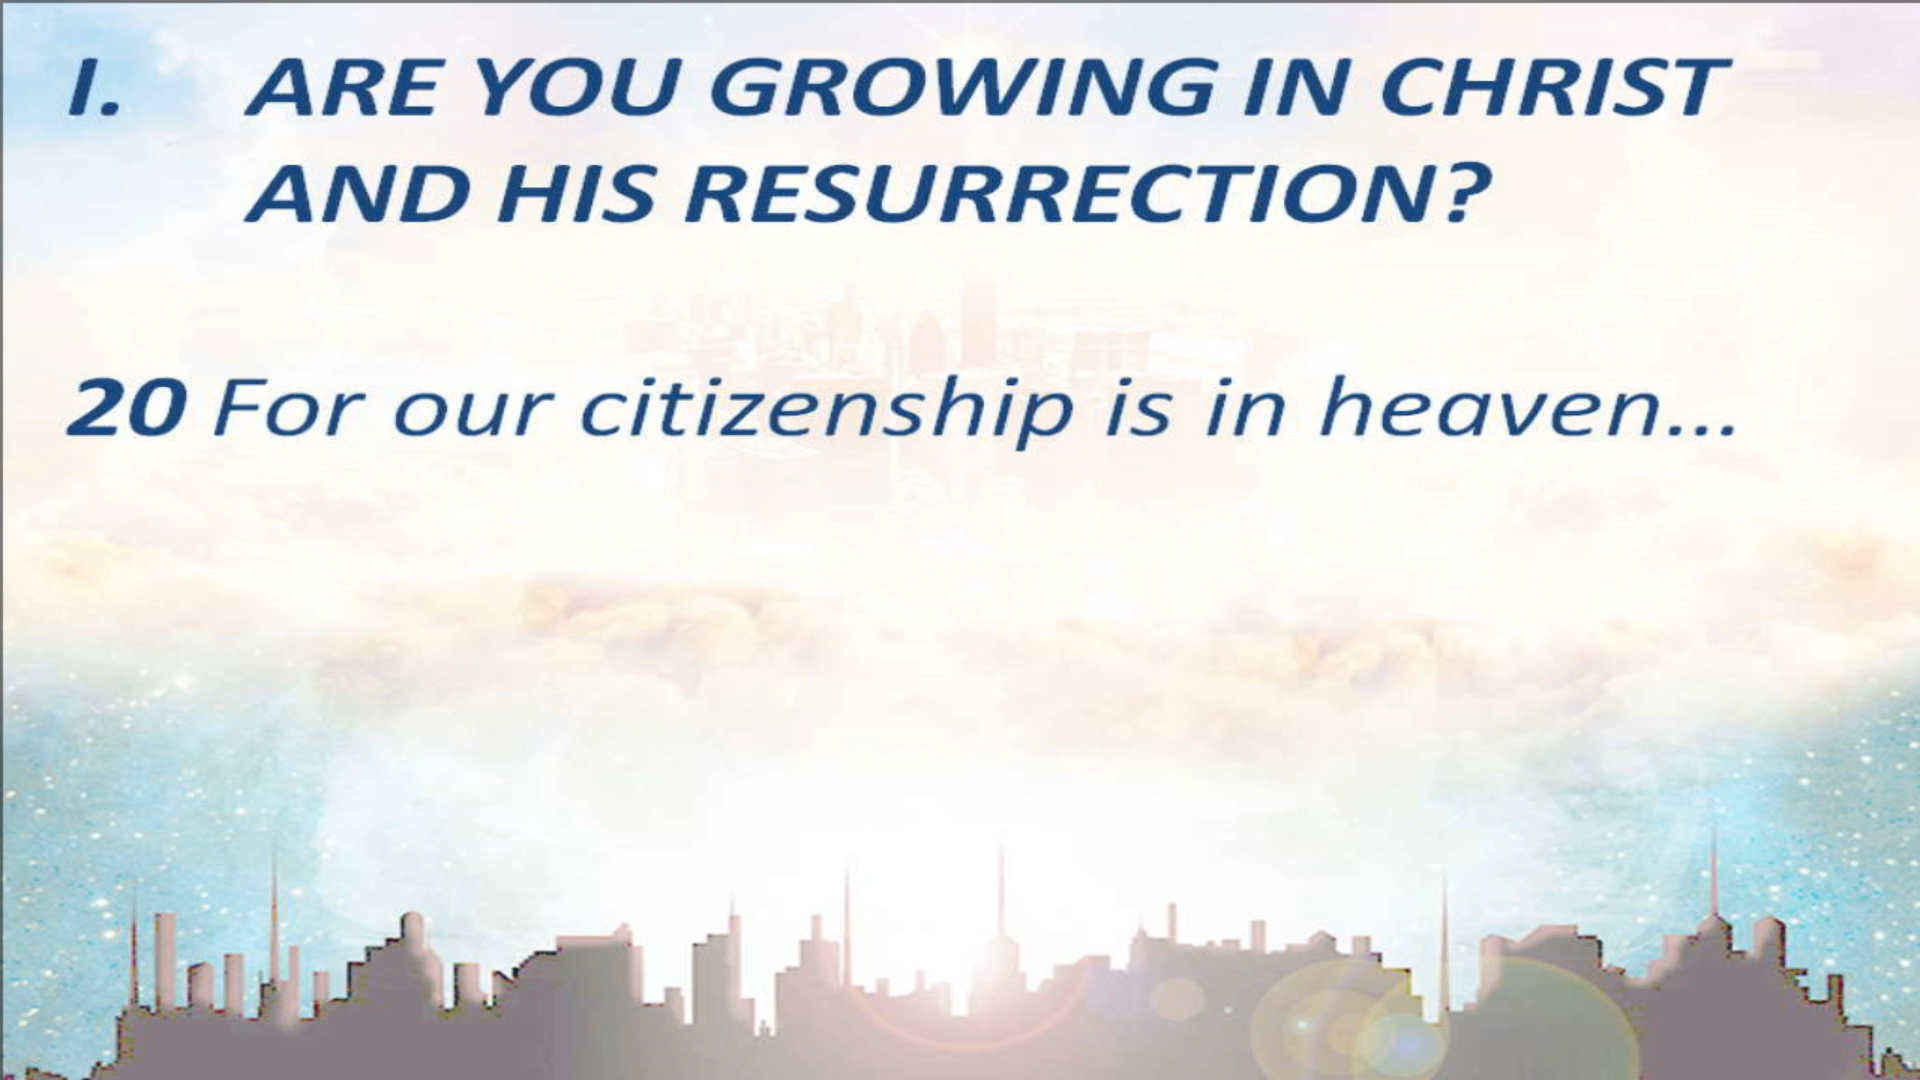 I. ARE YOU GROWING IN CHRIST
AND HIS RESURRECTION?
20 For our citizenship is in heaven...